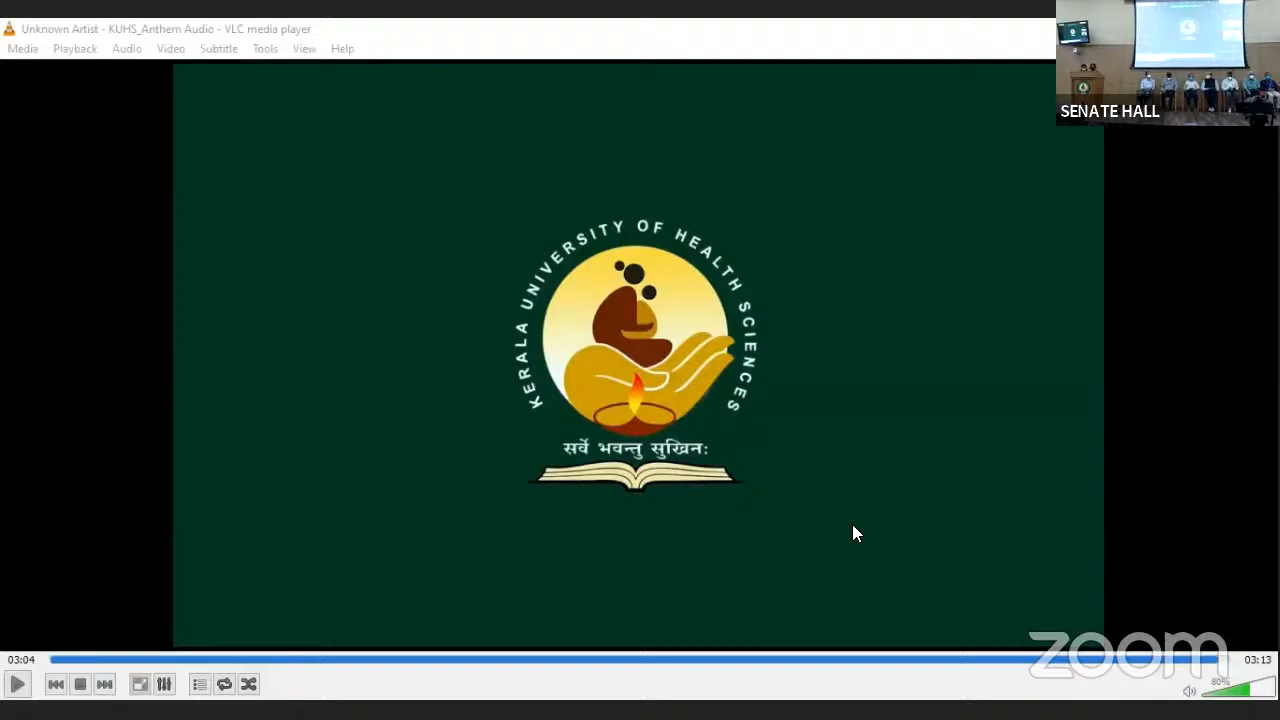 Unknown Artist - KUHS_Anthem Audio - VLC media player
Media Playback Audio Video Subtitle Tools View Help
SENATE HALL
KERALA UNIVERSITY OF HEALTH SCIENCES
सर्वे भवन्तु सुखिनः
zoom
03:04
03:13
80%